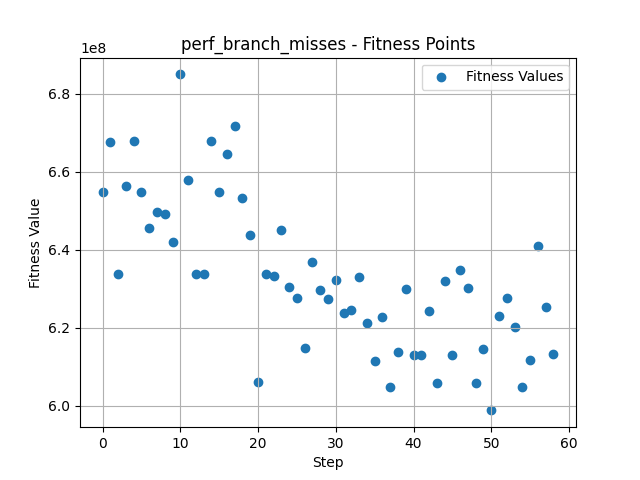 perf_branch_misses - Fitness Points
1e8
Fitness Values
6.8
6.6
6.4
6.2
6.0
Fitness Value
0 10 20 30 40 50 60
Step